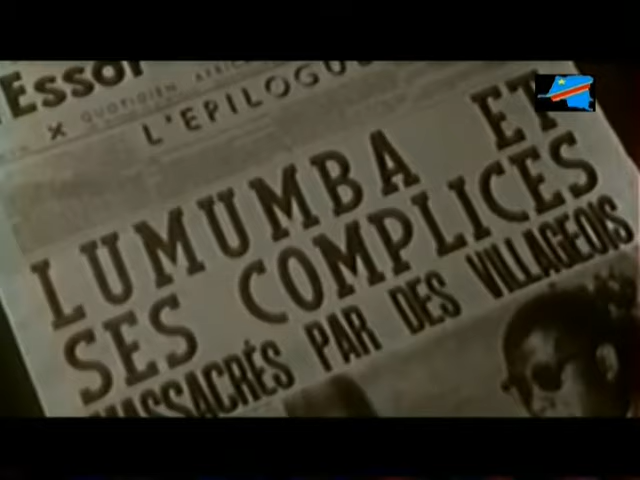 Essor
QUOTIDIEN
L'EPILOGUE
LUMUMBA ET
SES COMPLICES
MASSACRÉS PAR DES VILLAGEOIS